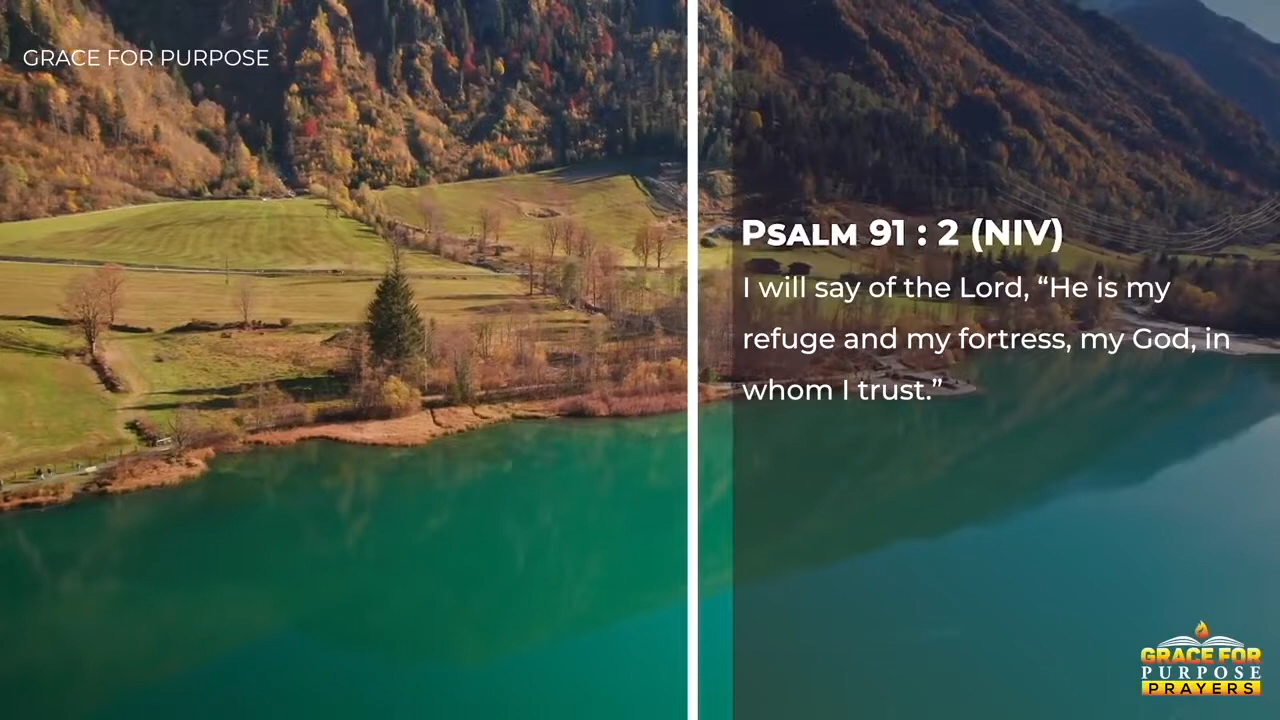 GRACE FOR PURPOSE
PSALM 91 : 2 (NIV)
I will say of the Lord, “He is my
refuge and my fortress, my God, in
whom I trust.”
GRACE FOR
PURPOSE
PRAYERS